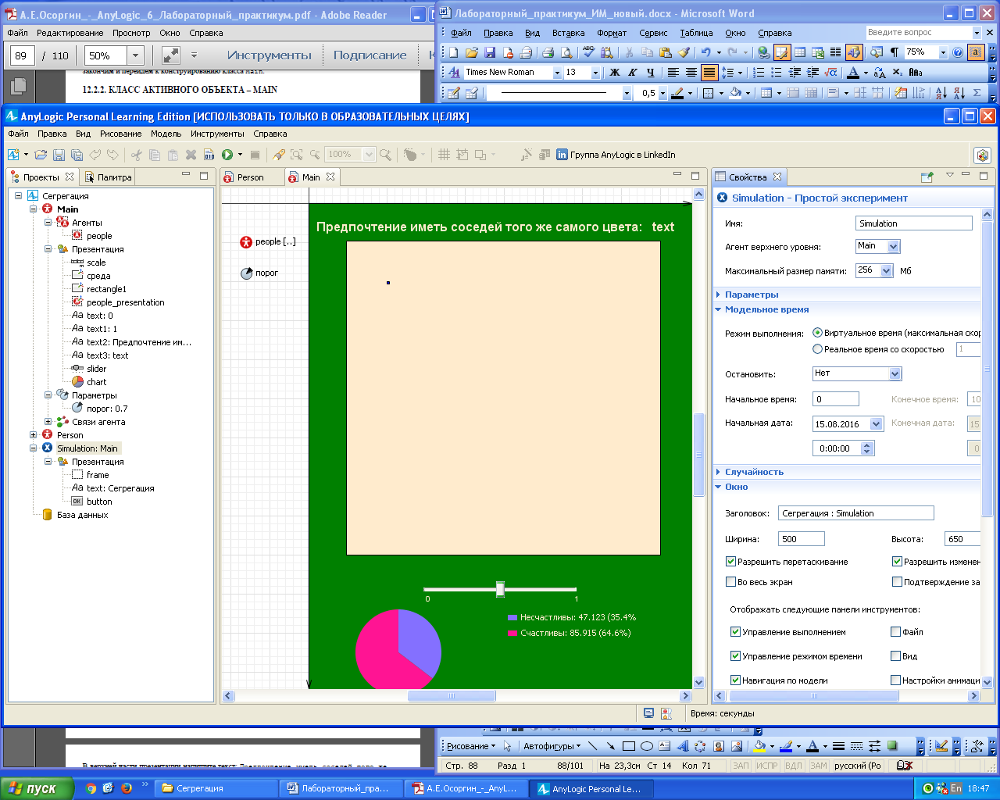 А.Е.Осоргин_-_AnyLogic_6_Лабораторный_практикум.pdf - Adobe Reader
Файл Редактирование Просмотр Окно Справка
89 / 110 50% Инструменты Подписание
закончим и перейдем к конструированию класса Main.
12.2.2. КЛАСС АКТИВНОГО ОБЪЕКТА – MAIN
Лабораторный_практикум_ИМ_новый.docx - Microsoft Word
Файл Правка Вид Вставка Формат Сервис Таблица Окно Справка Введите вопрос
75%
Times New Roman 13 Ж К Ч
0,5
AnyLogic Personal Learning Edition [ИСПОЛЬЗОВАТЬ ТОЛЬКО В ОБРАЗОВАТЕЛЬНЫХ ЦЕЛЯХ]
Файл Правка Вид Рисование Модель Инструменты Справка
100% Группа AnyLogic в LinkedIn
Проекты Палитра
Сегрегация
Main
Агенты
people
Презентация
scale
среда
rectangle1
people_presentation
Aa text: 0
Aa text1: 1
Aa text2: Предпочтение им...
Aa text3: text
slider
chart
Параметры
порог: 0.7
Связи агента
Person
Simulation: Main
Презентация
frame
Aa text: Сегрегация
OK button
База данных
Person Main
people [..]
порог
Предпочтение иметь соседей того же самого цвета: text
0 1
Несчастливы: 47.123 (35.4%
Счастливы: 85.915 (64.6%)
Свойства
Simulation - Простой эксперимент
Имя: Simulation
Агент верхнего уровня: Main
Максимальный размер памяти: 256 Мб
Параметры
Модельное время
Режим выполнения: Виртуальное время (максимальная скор
Реальное время со скоростью 1
Остановить: Нет
Начальное время: 0 Конечное время: 10
Начальная дата: 15.08.2016 Конечная дата: 15
0:00:00 0
Случайность
Окно
Заголовок: Сегрегация : Simulation
Ширина: 500 Высота: 650
Разрешить перетаскивание Разрешить изменен
Во весь экран Подтверждение за
Отображать следующие панели инструментов:
Управление выполнением Файл
Управление режимом времени Вид
Навигация по модели Настройки анимаци
Время: секунды
Рисование Автофигуры
Стр. 88 Разд 1 88/101 На 23,3см Ст 14 Кол 71 ЗАП ИСПР ВДЛ ЗАМ русский (Ро
пуск Сегрегация Лабораторный_пра... А.Е.Осоргин_-_AnyL... AnyLogic Personal Le... En 18:47